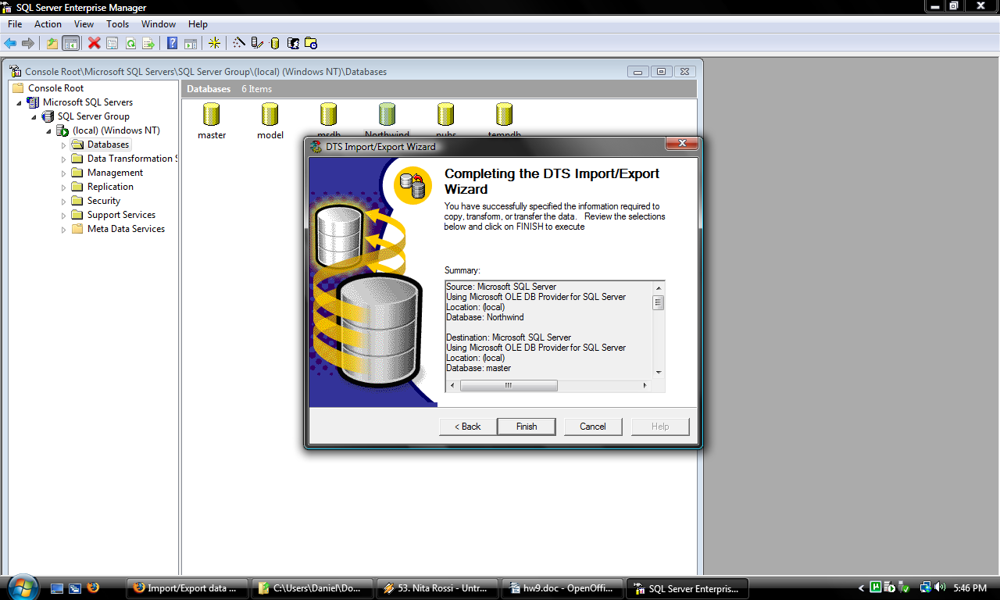 SQL Server Enterprise Manager
File Action View Tools Window Help
Console Root\Microsoft SQL Servers\SQL Server Group\(local) (Windows NT)\Databases
Console Root
Microsoft SQL Servers
SQL Server Group
(local) (Windows NT)
Databases
Data Transformation S
Management
Replication
Security
Support Services
Meta Data Services
Databases 6 Items
master model msdb Northwind pubs tempdb
DTS Import/Export Wizard
Completing the DTS Import/Export
Wizard
You have successfully specified the information required to
copy, transform, or transfer the data. Review the selections
below and click on FINISH to execute
Summary:
Source: Microsoft SQL Server
Using Microsoft OLE DB Provider for SQL Server
Location: (local)
Database: Northwind
Destination: Microsoft SQL Server
Using Microsoft OLE DB Provider for SQL Server
Location: (local)
Database: master
< Back Finish Cancel Help
Import/Export data ... C:\Users\Daniel\Do... 53. Nita Rossi - Untr... hw9.doc - OpenOffi... SQL Server Enterpris... 5:46 PM